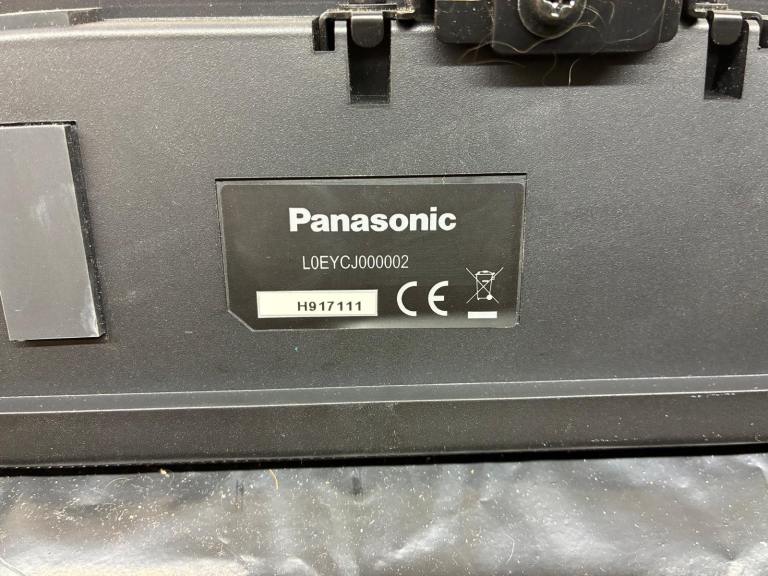 Panasonic
L0EYCJ000002
H917111
CE